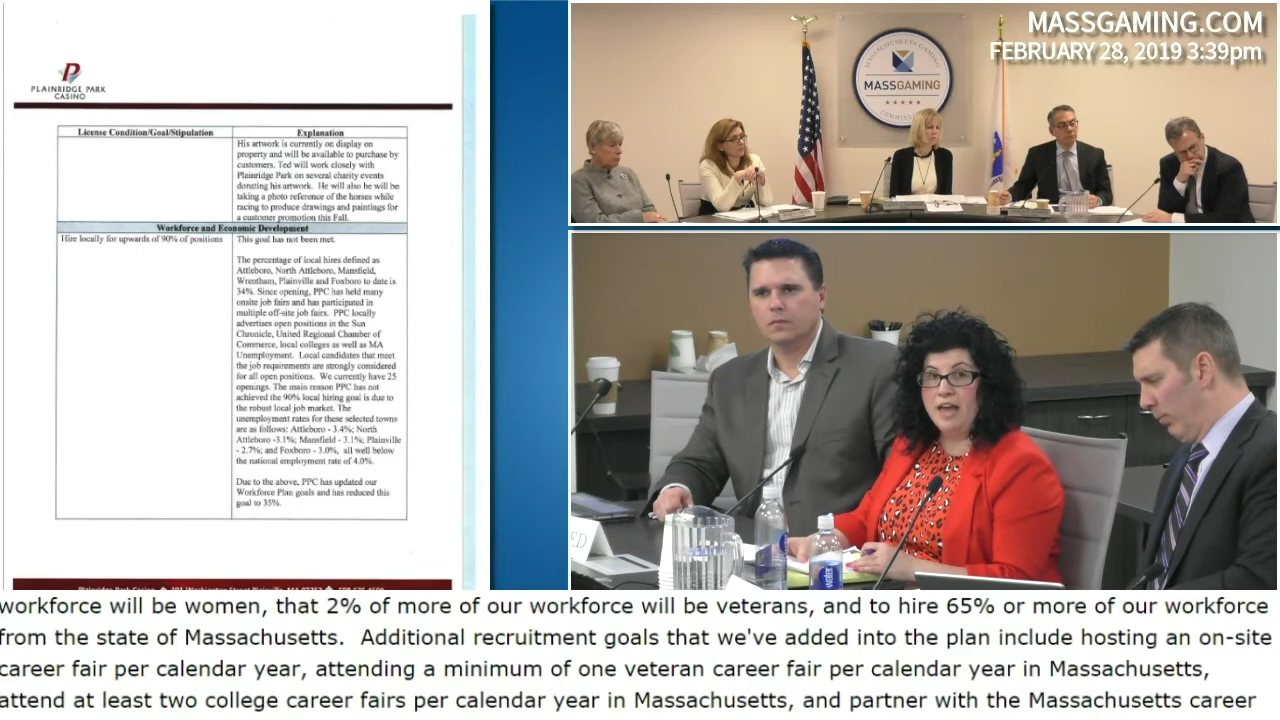 PLAINRIDGE PARK
CASINO
License Condition/Goal/Stipulation
Explanation
His artwork is currently on display on
property and will be available to purchase by
customers. Ted will work closely with
Plainridge Park on several charity events
donating his artwork. He will also he will be
taking a photo reference of the horses while
racing to produce drawings and paintings for
a customer promotion this Fall.
Workforce and Economic Development
Hire locally for upwards of 90% of positions
This goal has not been met.
The percentage of local hires defined as
Attleboro, North Attleboro, Mansfield,
Wrentham, Plainville and Foxboro to date is
34%. Since opening, PPC has held many
onsite job fairs and has participated in
multiple off-site job fairs. PPC locally
advertises open positions in the Sun
Chronicle, United Regional Chamber of
Commerce, local colleges as well as MA
Unemployment. Local candidates that meet
the job requirements are strongly considered
for all open positions. We currently have 25
openings. The main reason PPC has not
achieved the 90% local hiring goal is due to
the robust local job market. The
unemployment rates for these selected towns
are as follows: Attleboro - 3.4%; North
Attleboro -3.1%; Mansfield - 3.1%; Plainville
- 2.7%; and Foxboro - 3.0%, all well below
the national employment rate of 4.0%.
Due to the above, PPC has updated our
Workforce Plan goals and has reduced this
goal to 35%.
MASSGAMING.COM
FEBRUARY 28, 2019 3:39pm
MASSACHUSETTS GAMING
MASSGAMING
water
workforce will be women, that 2% of more of our workforce will be veterans, and to hire 65% or more of our workforce
from the state of Massachusetts. Additional recruitment goals that we've added into the plan include hosting an on-site
career fair per calendar year, attending a minimum of one veteran career fair per calendar year in Massachusetts,
attend at least two college career fairs per calendar year in Massachusetts, and partner with the Massachusetts career